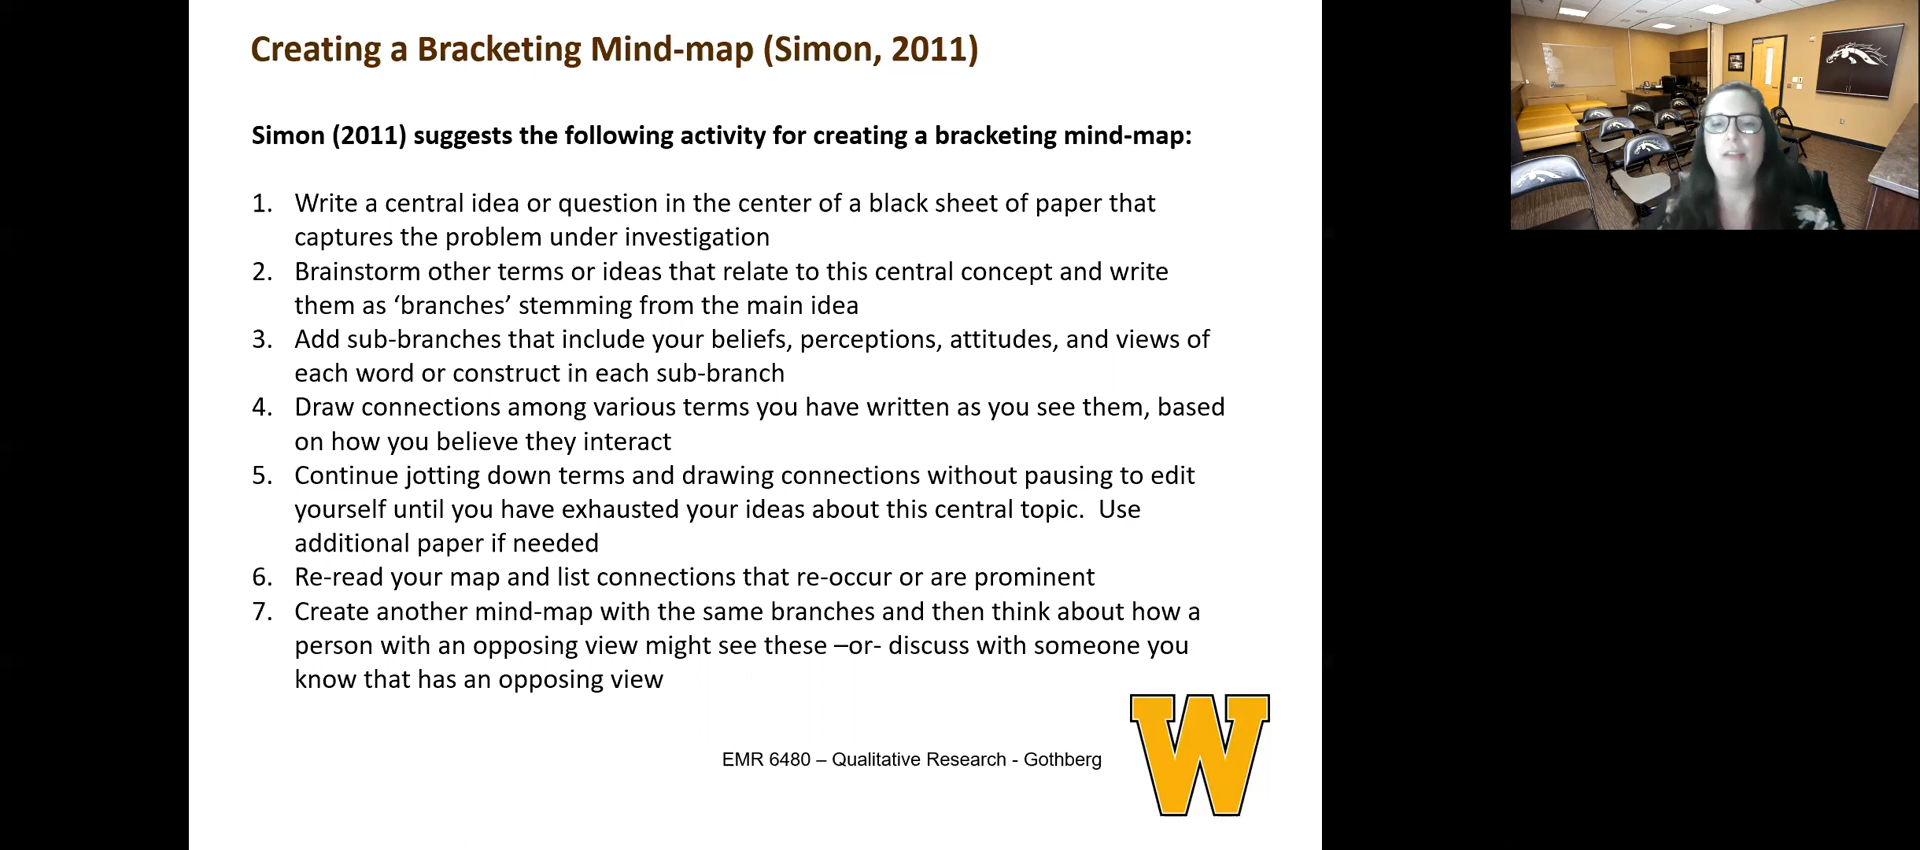 Creating a Bracketing Mind-map (Simon, 2011)
Simon (2011) suggests the following activity for creating a bracketing mind-map:
1. Write a central idea or question in the center of a black sheet of paper that
captures the problem under investigation
2. Brainstorm other terms or ideas that relate to this central concept and write
them as ‘branches’ stemming from the main idea
3. Add sub-branches that include your beliefs, perceptions, attitudes, and views of
each word or construct in each sub-branch
4. Draw connections among various terms you have written as you see them, based
on how you believe they interact
5. Continue jotting down terms and drawing connections without pausing to edit
yourself until you have exhausted your ideas about this central topic.  Use
additional paper if needed
6. Re-read your map and list connections that re-occur or are prominent
7. Create another mind-map with the same branches and then think about how a
person with an opposing view might see these –or- discuss with someone you
know that has an opposing view
EMR 6480 – Qualitative Research - Gothberg
W